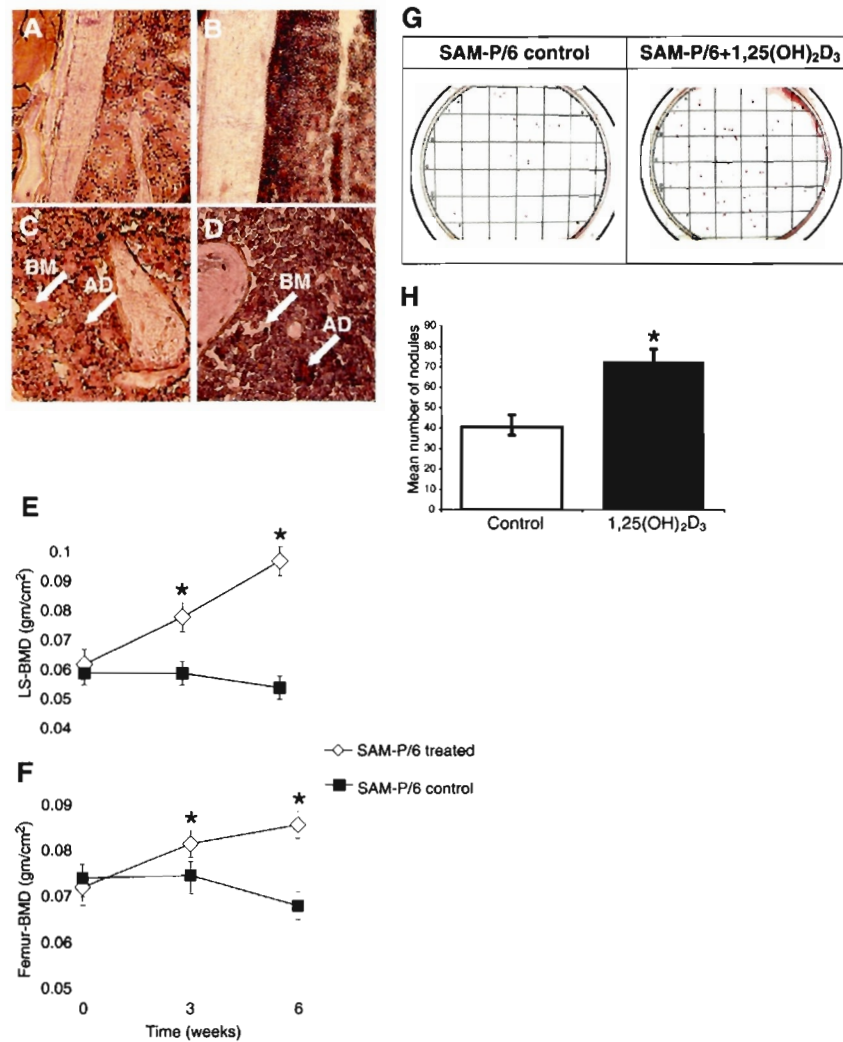 A
B
C
D
BM
AD
BM
AD
E
0.1
0.09
0.08
0.07
0.06
0.05
0.04
LS-BMD (gm/cm²)
* *
SAM-P/6 treated
SAM-P/6 control
F
0.09
0.08
0.07
0.06
0.05
Femur-BMD (gm/cm²)
* *
0 3 6
Time (weeks)
G
SAM-P/6 control SAM-P/6+1,25(OH)₂D₃
H
90
80
70
60
50
40
30
20
10
0
Mean number of nodules
*
Control 1,25(OH)₂D₃